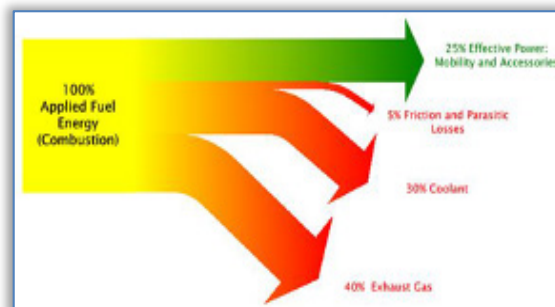 25% Effective Power:
Mobility and Accessories
100%
Applied Fuel
Energy
(Combustion)
5% Friction and Parasitic
Losses
30% Coolant
40% Exhaust Gas